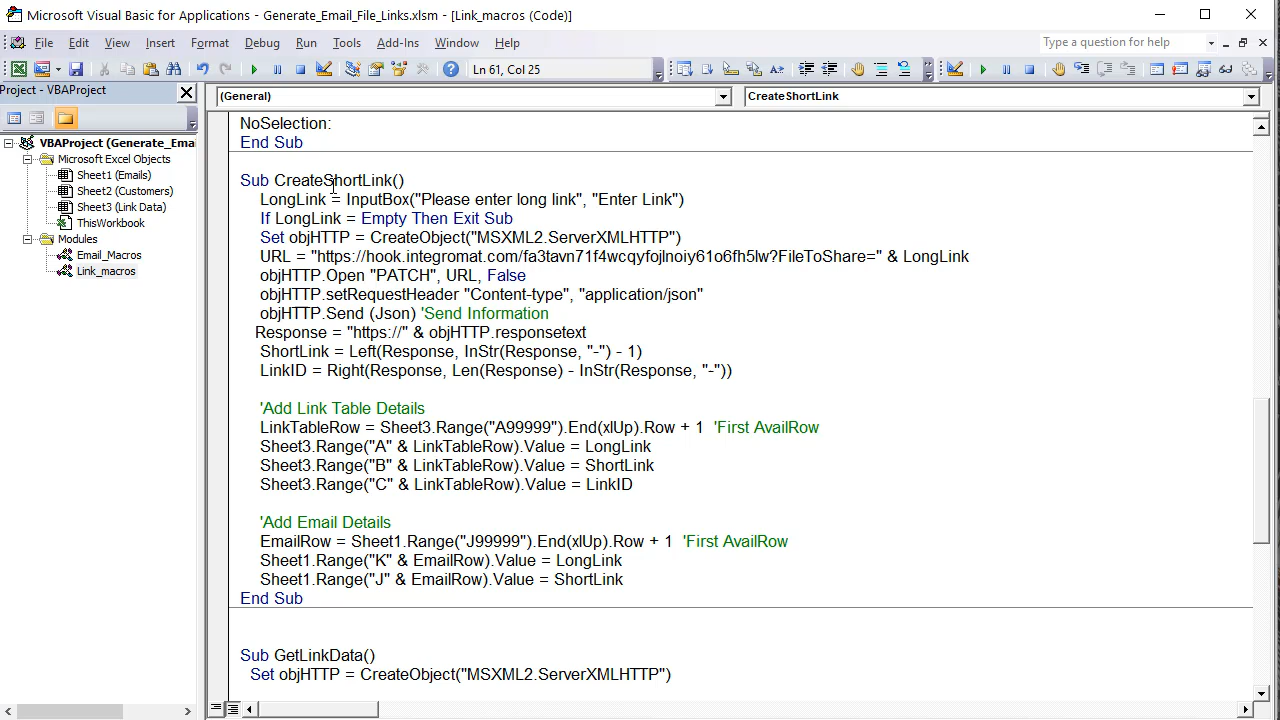 Microsoft Visual Basic for Applications - Generate_Email_File_Links.xlsm - [Link_macros (Code)]
File Edit View Insert Format Debug Run Tools Add-Ins Window Help
Type a question for help
Ln 61, Col 25
Project - VBAProject
(General)
CreateShortLink
VBAProject (Generate_Emai
Microsoft Excel Objects
Sheet1 (Emails)
Sheet2 (Customers)
Sheet3 (Link Data)
ThisWorkbook
Modules
Email_Macros
Link_macros
NoSelection:
End Sub
Sub CreateShortLink()
LongLink = InputBox("Please enter long link", "Enter Link")
If LongLink = Empty Then Exit Sub
Set objHTTP = CreateObject("MSXML2.ServerXMLHTTP")
URL = "https://hook.integromat.com/fa3tavn71f4wcqyfojlnoiy61o6fh5lw?FileToShare=" & LongLink
objHTTP.Open "PATCH", URL, False
objHTTP.setRequestHeader "Content-type", "application/json"
objHTTP.Send (Json) 'Send Information
Response = "https://" & objHTTP.responsetext
ShortLink = Left(Response, InStr(Response, "-") - 1)
LinkID = Right(Response, Len(Response) - InStr(Response, "-"))
'Add Link Table Details
LinkTableRow = Sheet3.Range("A99999").End(xlUp).Row + 1 'First AvailRow
Sheet3.Range("A" & LinkTableRow).Value = LongLink
Sheet3.Range("B" & LinkTableRow).Value = ShortLink
Sheet3.Range("C" & LinkTableRow).Value = LinkID
'Add Email Details
EmailRow = Sheet1.Range("J99999").End(xlUp).Row + 1 'First AvailRow
Sheet1.Range("K" & EmailRow).Value = LongLink
Sheet1.Range("J" & EmailRow).Value = ShortLink
End Sub
Sub GetLinkData()
Set objHTTP = CreateObject("MSXML2.ServerXMLHTTP")